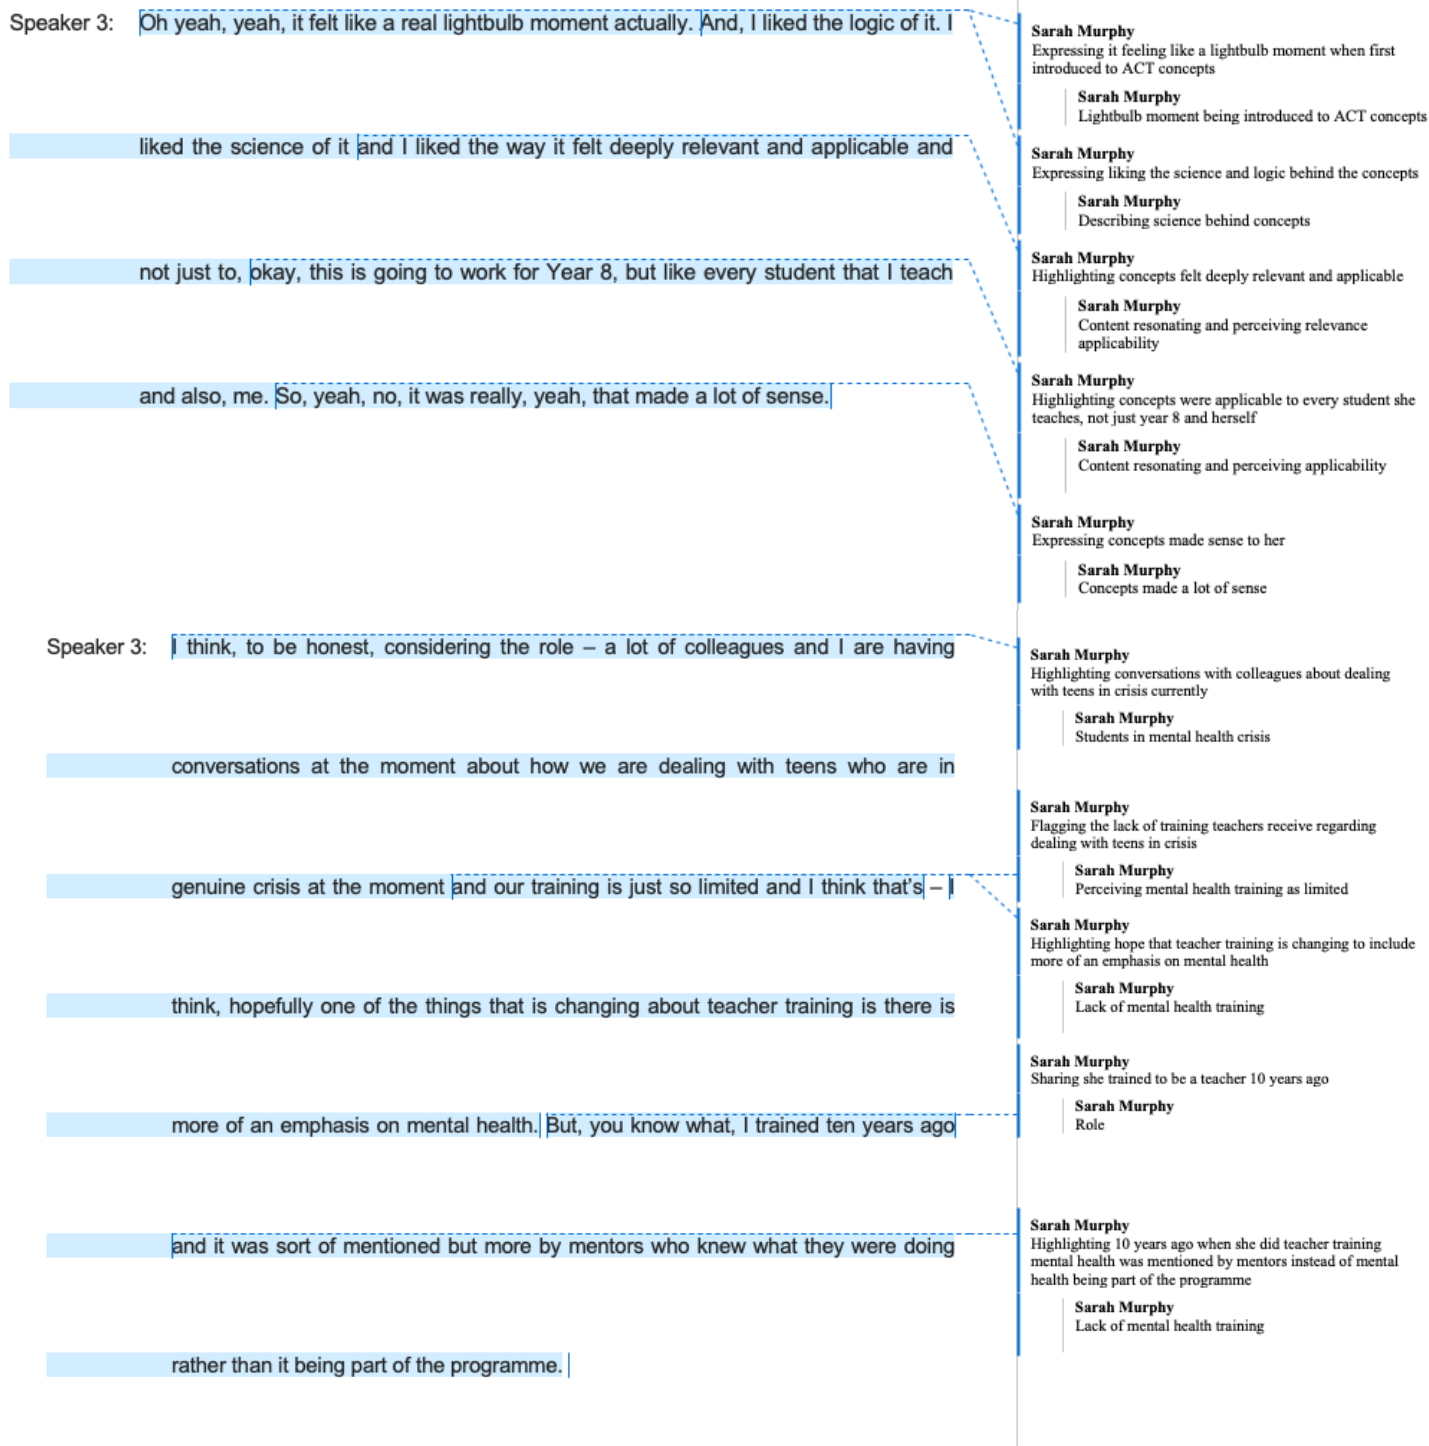 Speaker 3: Oh yeah, yeah, it felt like a real lightbulb moment actually. And, I liked the logic of it. I
liked the science of it and I liked the way it felt deeply relevant and applicable and
not just to, okay, this is going to work for Year 8, but like every student that I teach
and also, me. So, yeah, no, it was really, yeah, that made a lot of sense.
Sarah Murphy
Expressing it feeling like a lightbulb moment when first
introduced to ACT concepts
Sarah Murphy
Lightbulb moment being introduced to ACT concepts
Sarah Murphy
Expressing liking the science and logic behind the concepts
Sarah Murphy
Describing science behind concepts
Sarah Murphy
Highlighting concepts felt deeply relevant and applicable
Sarah Murphy
Content resonating and perceiving relevance
applicability
Sarah Murphy
Highlighting concepts were applicable to every student she
teaches, not just year 8 and herself
Sarah Murphy
Content resonating and perceiving applicability
Sarah Murphy
Expressing concepts made sense to her
Sarah Murphy
Concepts made a lot of sense
Speaker 3: I think, to be honest, considering the role – a lot of colleagues and I are having
conversations at the moment about how we are dealing with teens who are in
genuine crisis at the moment and our training is just so limited and I think that's – I
think, hopefully one of the things that is changing about teacher training is there is
more of an emphasis on mental health. But, you know what, I trained ten years ago
and it was sort of mentioned but more by mentors who knew what they were doing
rather than it being part of the programme.
Sarah Murphy
Highlighting conversations with colleagues about dealing
with teens in crisis currently
Sarah Murphy
Students in mental health crisis
Sarah Murphy
Flagging the lack of training teachers receive regarding
dealing with teens in crisis
Sarah Murphy
Perceiving mental health training as limited
Sarah Murphy
Highlighting hope that teacher training is changing to include
more of an emphasis on mental health
Sarah Murphy
Lack of mental health training
Sarah Murphy
Sharing she trained to be a teacher 10 years ago
Sarah Murphy
Role
Sarah Murphy
Highlighting 10 years ago when she did teacher training
mental health was mentioned by mentors instead of mental
health being part of the programme
Sarah Murphy
Lack of mental health training